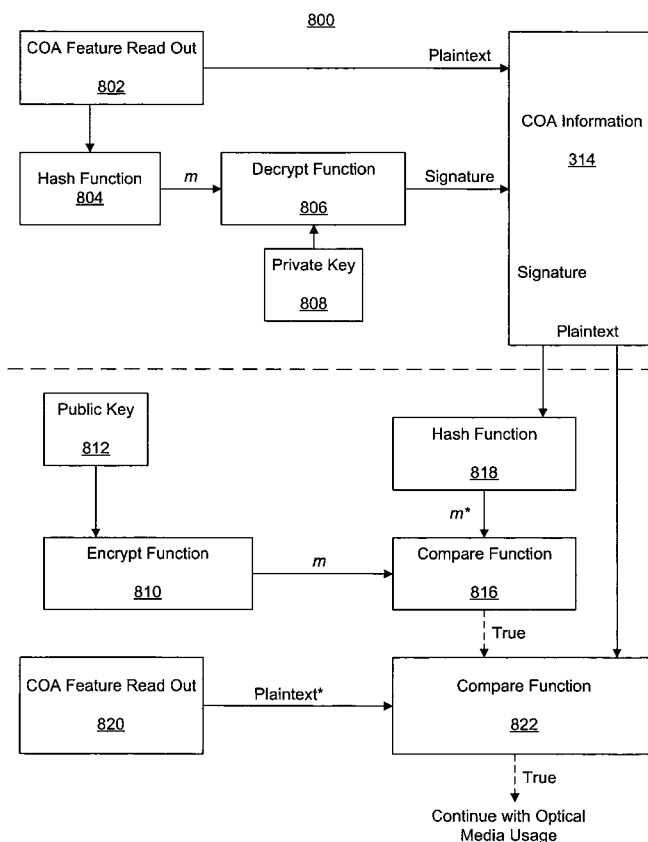 800
COA Feature Read Out
802
Plaintext
COA Information
314
Hash Function
804
m
Decrypt Function
806
Signature
Private Key
808
Signature
Plaintext
Public Key
812
Hash Function
818
m*
Encrypt Function
810
m
Compare Function
816
True
COA Feature Read Out
820
Plaintext*
Compare Function
822
True
Continue with Optical
Media Usage